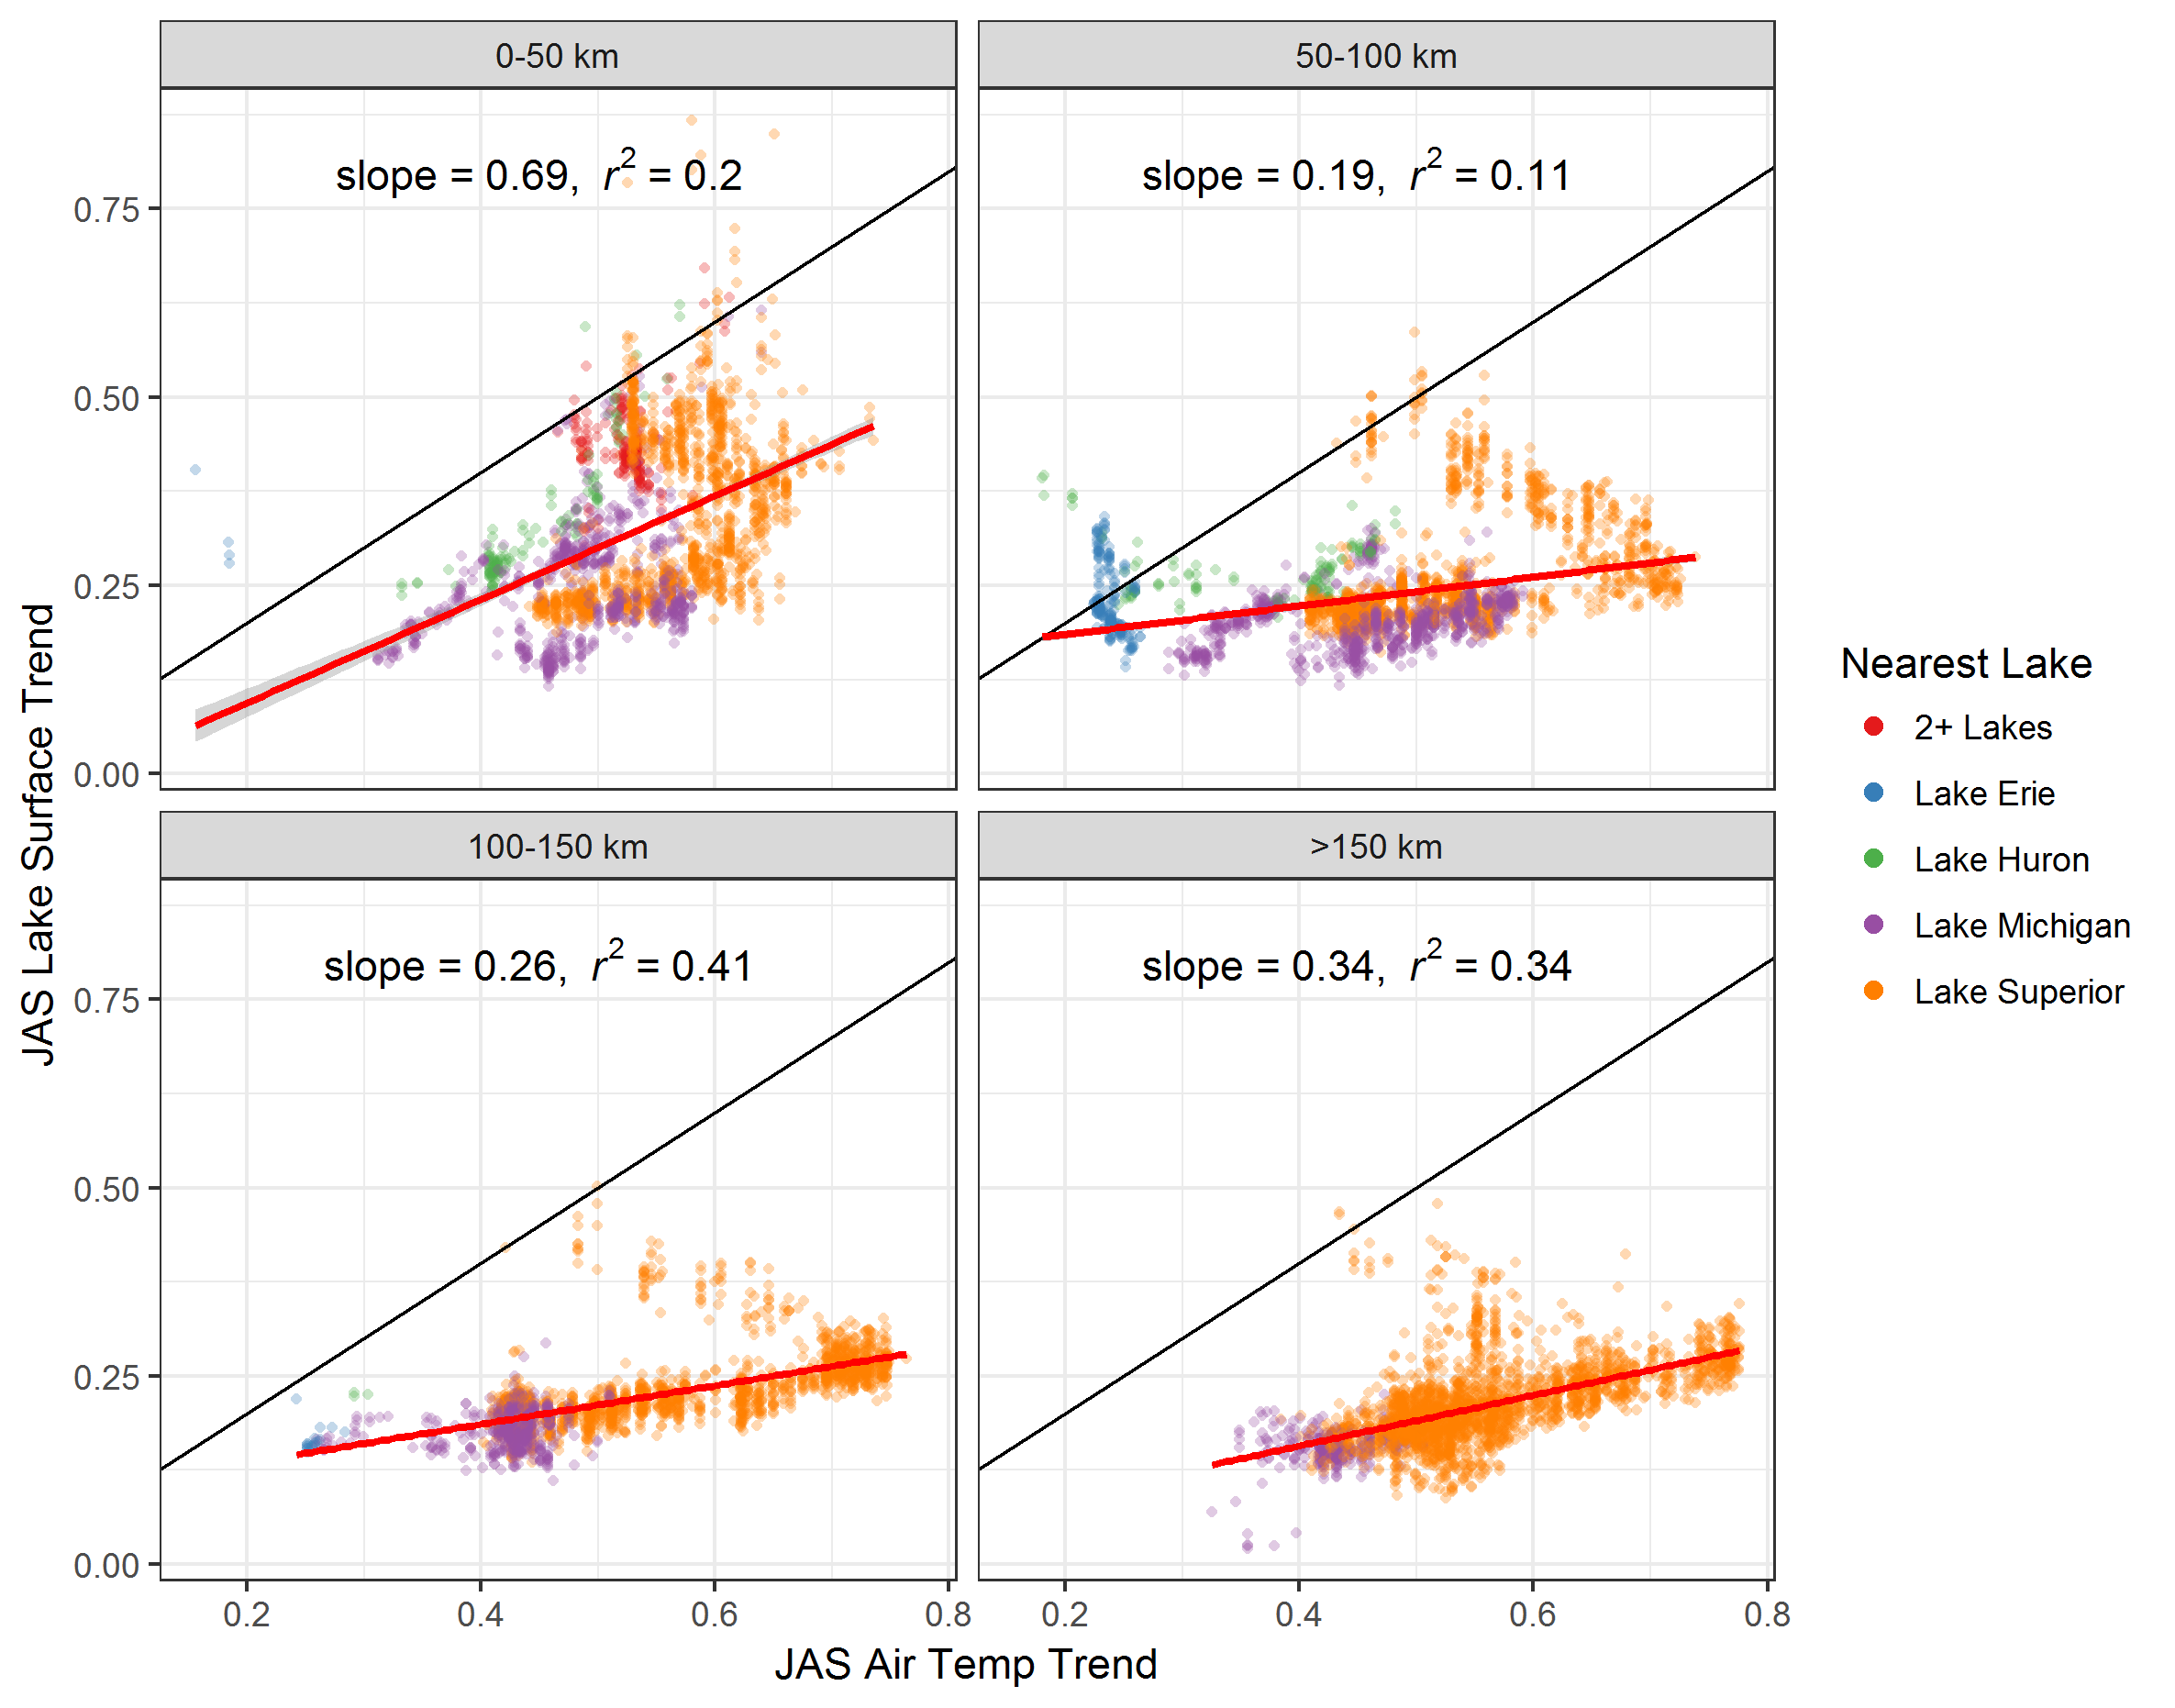 0-50 km
50-100 km
slope = 0.69, r² = 0.2
slope = 0.19, r² = 0.11
0.75
0.50
0.25
0.00
100-150 km
>150 km
slope = 0.26, r² = 0.41
slope = 0.34, r² = 0.34
0.75
0.50
0.25
0.00
0.2 0.4 0.6 0.8
0.2 0.4 0.6 0.8
JAS Air Temp Trend
JAS Lake Surface Trend
Nearest Lake
2+ Lakes
Lake Erie
Lake Huron
Lake Michigan
Lake Superior